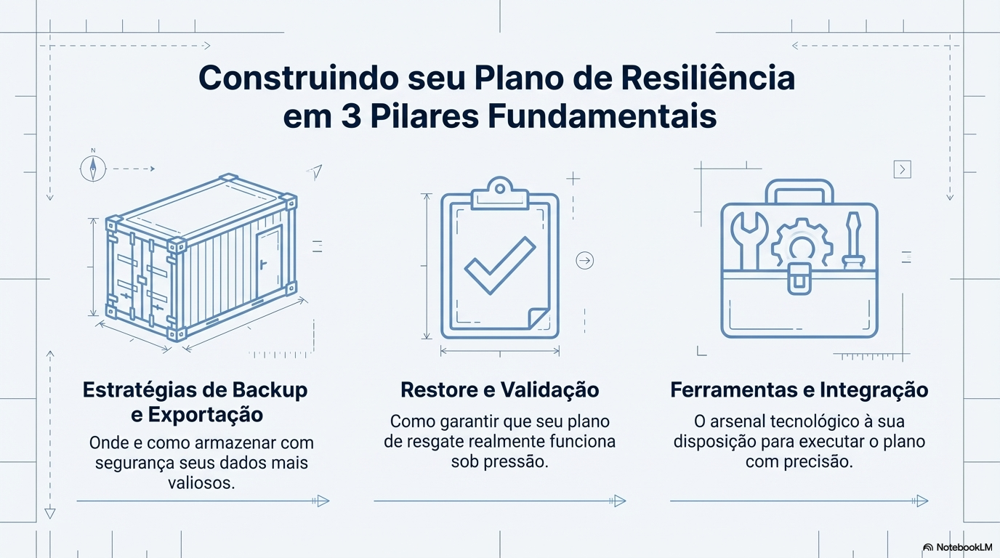 Construindo seu Plano de Resiliência
em 3 Pilares Fundamentais
N
Estratégias de Backup
e Exportação
Onde e como armazenar com
segurança seus dados mais
valiosos.
Restore e Validação
Como garantir que seu plano
de resgate realmente funciona
sob pressão.
Ferramentas e Integração
O arsenal tecnológico à sua
disposição para executar o plano
com precisão.
NotebookLM